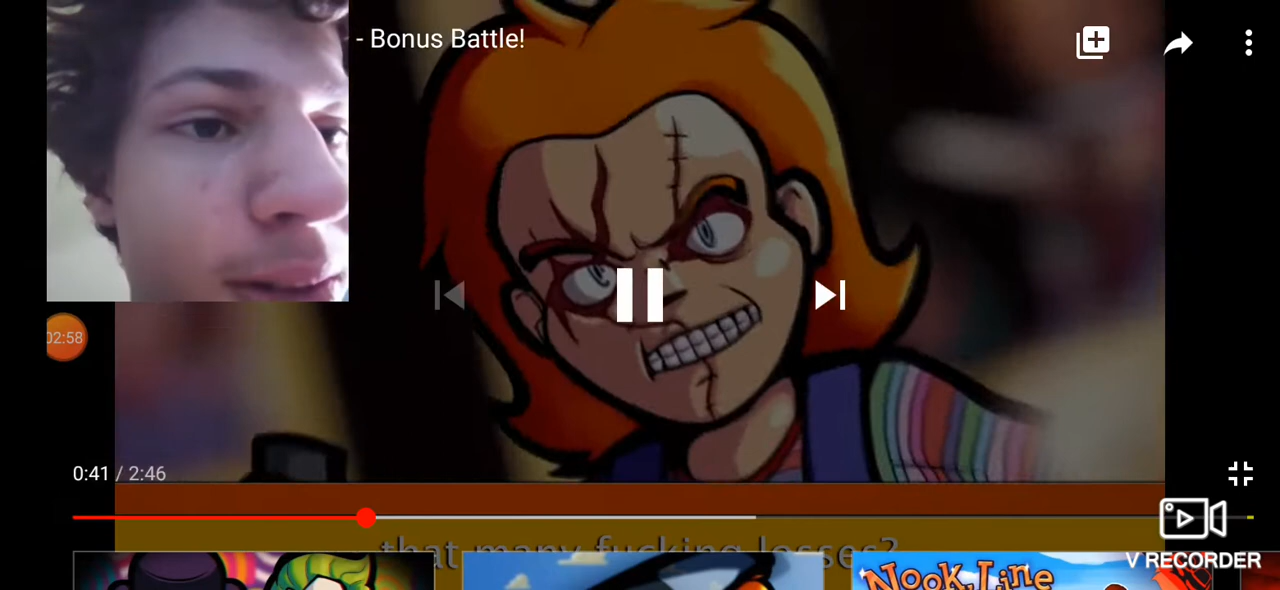 - Bonus Battle!
02:58
0:41 / 2:46
that many fucking losses?
V RECORDER
Nook, Line